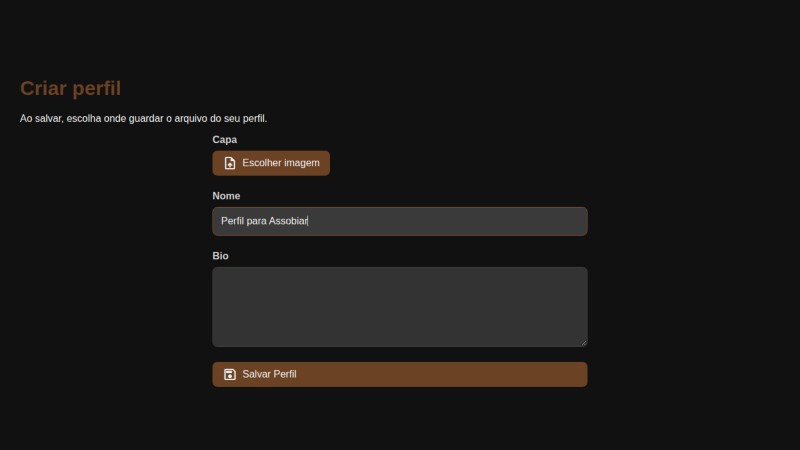 Criar perfil
Ao salvar, escolha onde guardar o arquivo do seu perfil.
Capa
Escolher imagem
Nome
Perfil para Assobiar
Bio
Salvar Perfil